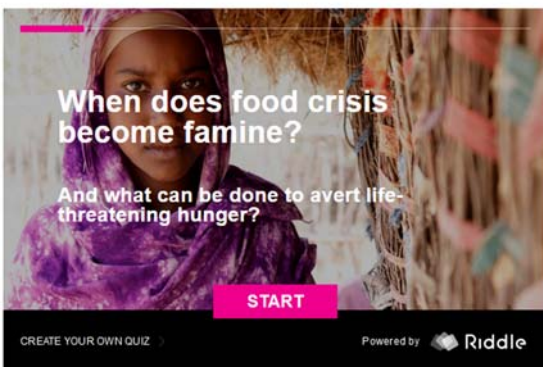 When does food crisis
become famine?
And what can be done to avert life-
threatening hunger?
START
CREATE YOUR OWN QUIZ
Powered by Riddle